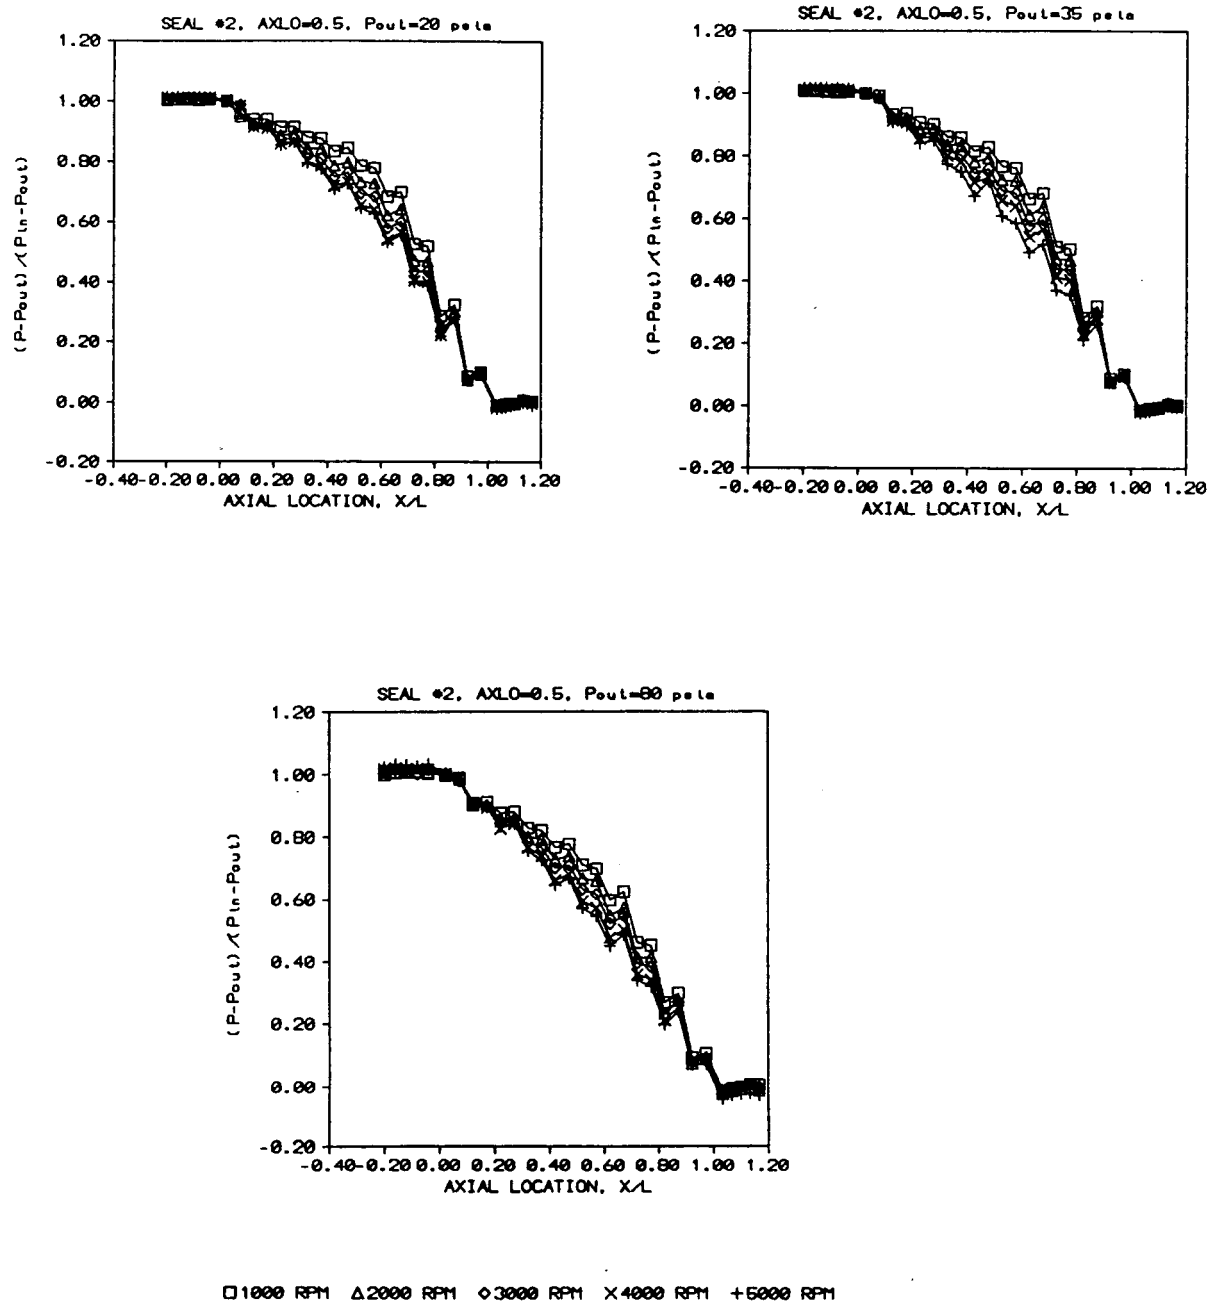 SEAL #2, AXLO=0.5, Pout=20 psia
1.20
1.00
0.80
0.60
0.40
0.20
0.00
-0.20
(P-Pout)/(Pin-Pout)
-0.40 -0.20 0.00 0.20 0.40 0.60 0.80 1.00 1.20
AXIAL LOCATION, X/L
SEAL #2, AXLO=0.5, Pout=35 psia
1.20
1.00
0.80
0.60
0.40
0.20
0.00
-0.20
(P-Pout)/(Pin-Pout)
-0.40 -0.20 0.00 0.20 0.40 0.60 0.80 1.00 1.20
AXIAL LOCATION, X/L
SEAL #2, AXLO=0.5, Pout=80 psia
1.20
1.00
0.80
0.60
0.40
0.20
0.00
-0.20
(P-Pout)/(Pin-Pout)
-0.40 -0.20 0.00 0.20 0.40 0.60 0.80 1.00 1.20
AXIAL LOCATION, X/L
□1000 RPM △2000 RPM ◇3000 RPM ×4000 RPM +5000 RPM